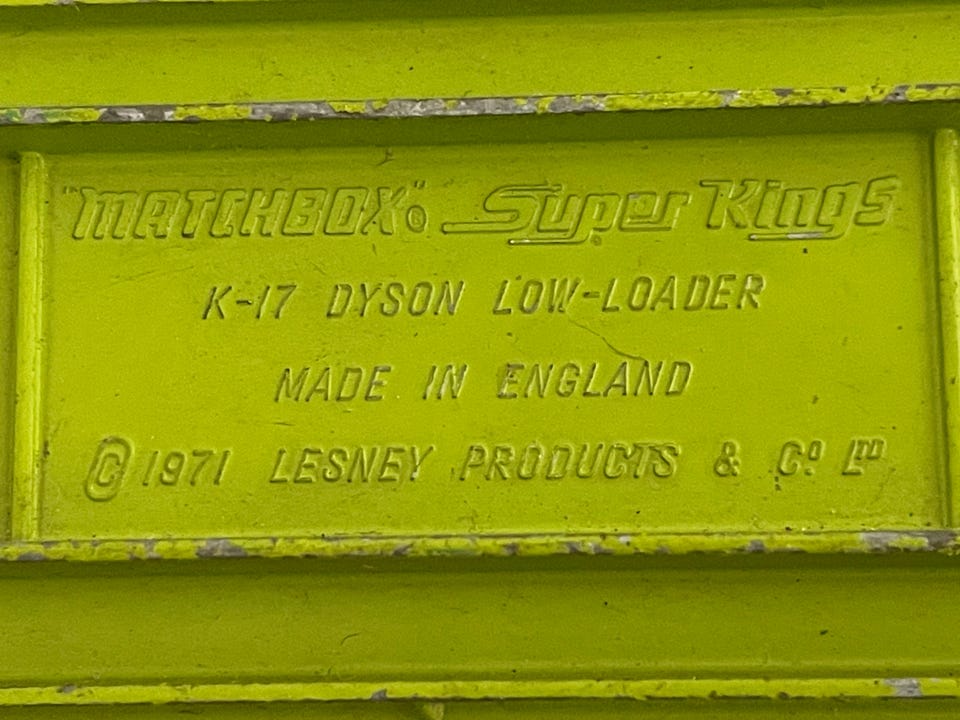 "MATCHBOX"® Super Kings
K-17 DYSON LOW-LOADER
MADE IN ENGLAND
© 1971 LESNEY PRODUCTS & Cº LTD